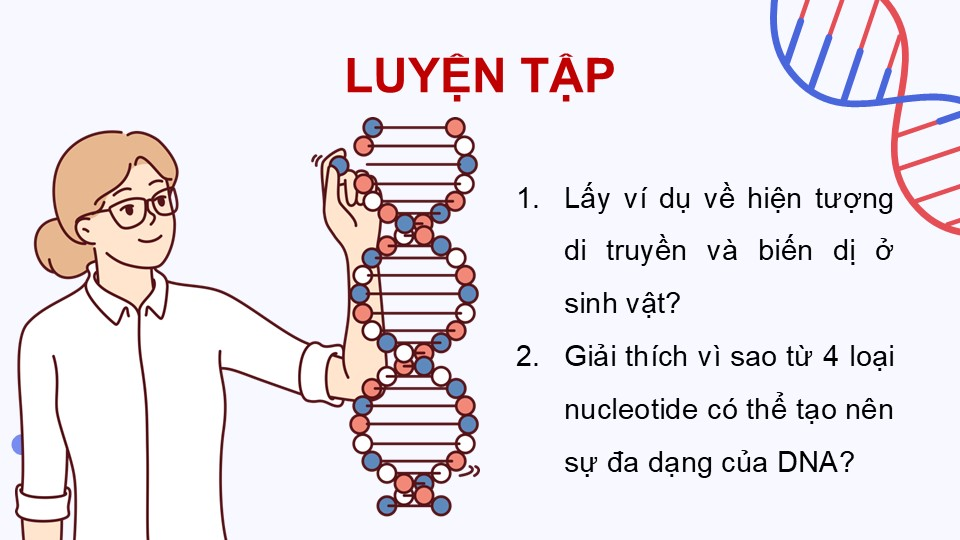 LUYỆN TẬP
1. Lấy ví dụ về hiện tượng
di truyền và biến dị ở
sinh vật?
2. Giải thích vì sao từ 4 loại
nucleotide có thể tạo nên
sự đa dạng của DNA?